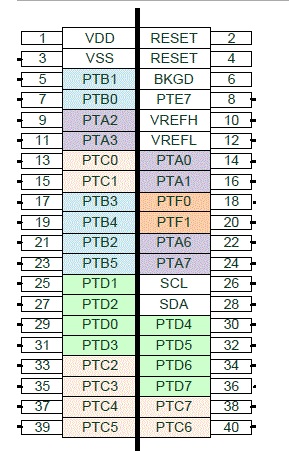 1 VDD RESET 2
3 VSS RESET 4
5 PTB1 BKGD 6
7 PTB0 PTE7 8
9 PTA2 VREFH 10
11 PTA3 VREFL 12
13 PTC0 PTA0 14
15 PTC1 PTA1 16
17 PTB3 PTF0 18
19 PTB4 PTF1 20
21 PTB2 PTA6 22
23 PTB5 PTA7 24
25 PTD1 SCL 26
27 PTD2 SDA 28
29 PTD0 PTD4 30
31 PTD3 PTD5 32
33 PTC2 PTD6 34
35 PTC3 PTD7 36
37 PTC4 PTC7 38
39 PTC5 PTC6 40